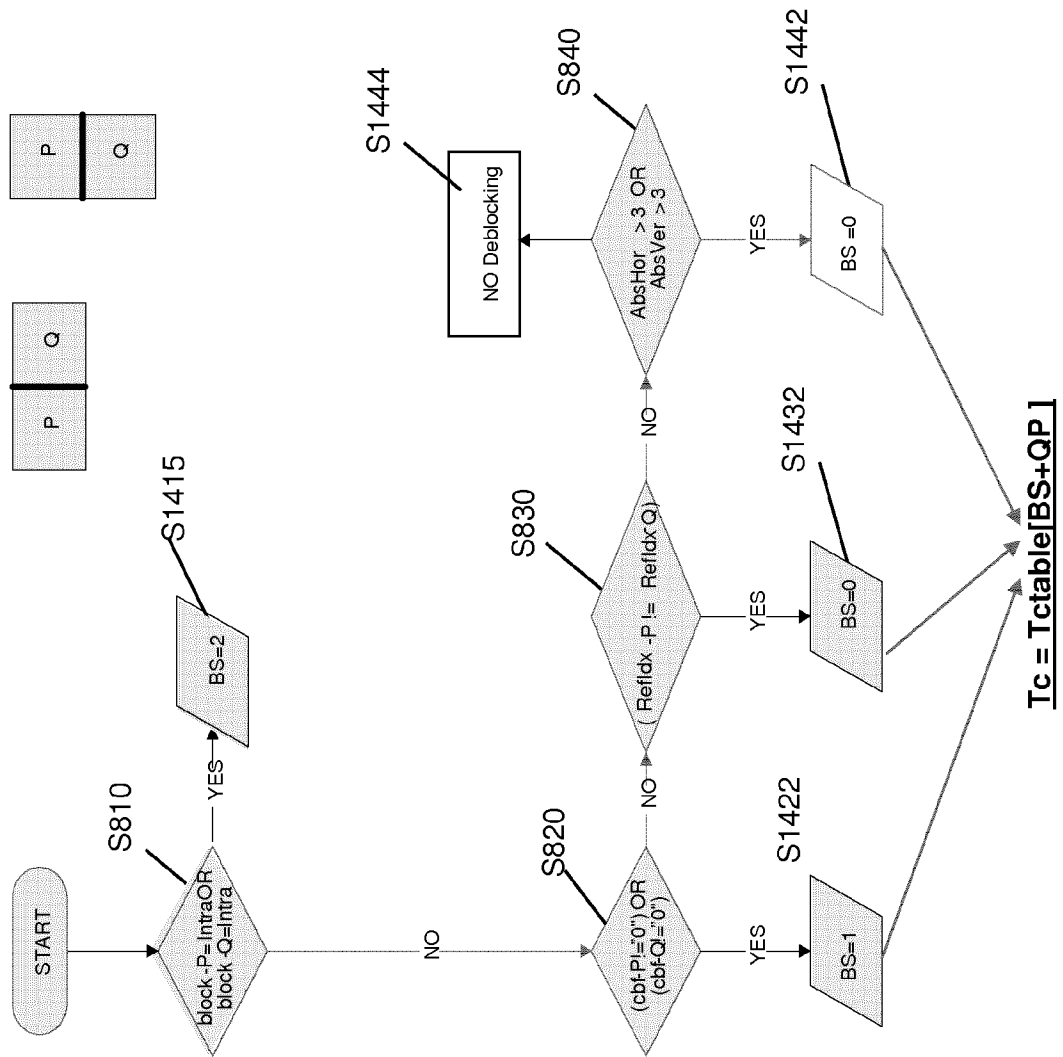 START
S810
block-P=IntraOR
block-Q=Intra
YES
S1415
BS=2
P
Q
P
Q
NO
S820
(cbf-P!="0") OR
(cbf-Q!="0")
NO
S830
( RefIdx -P != RefIdxQ)
NO
S840
AbsHor >3 OR
AbsVer >3
S1444
NO Deblocking
YES
S1422
BS=1
YES
S1432
BS=0
YES
S1442
BS =0
Tc = Tctable[BS+QP ]